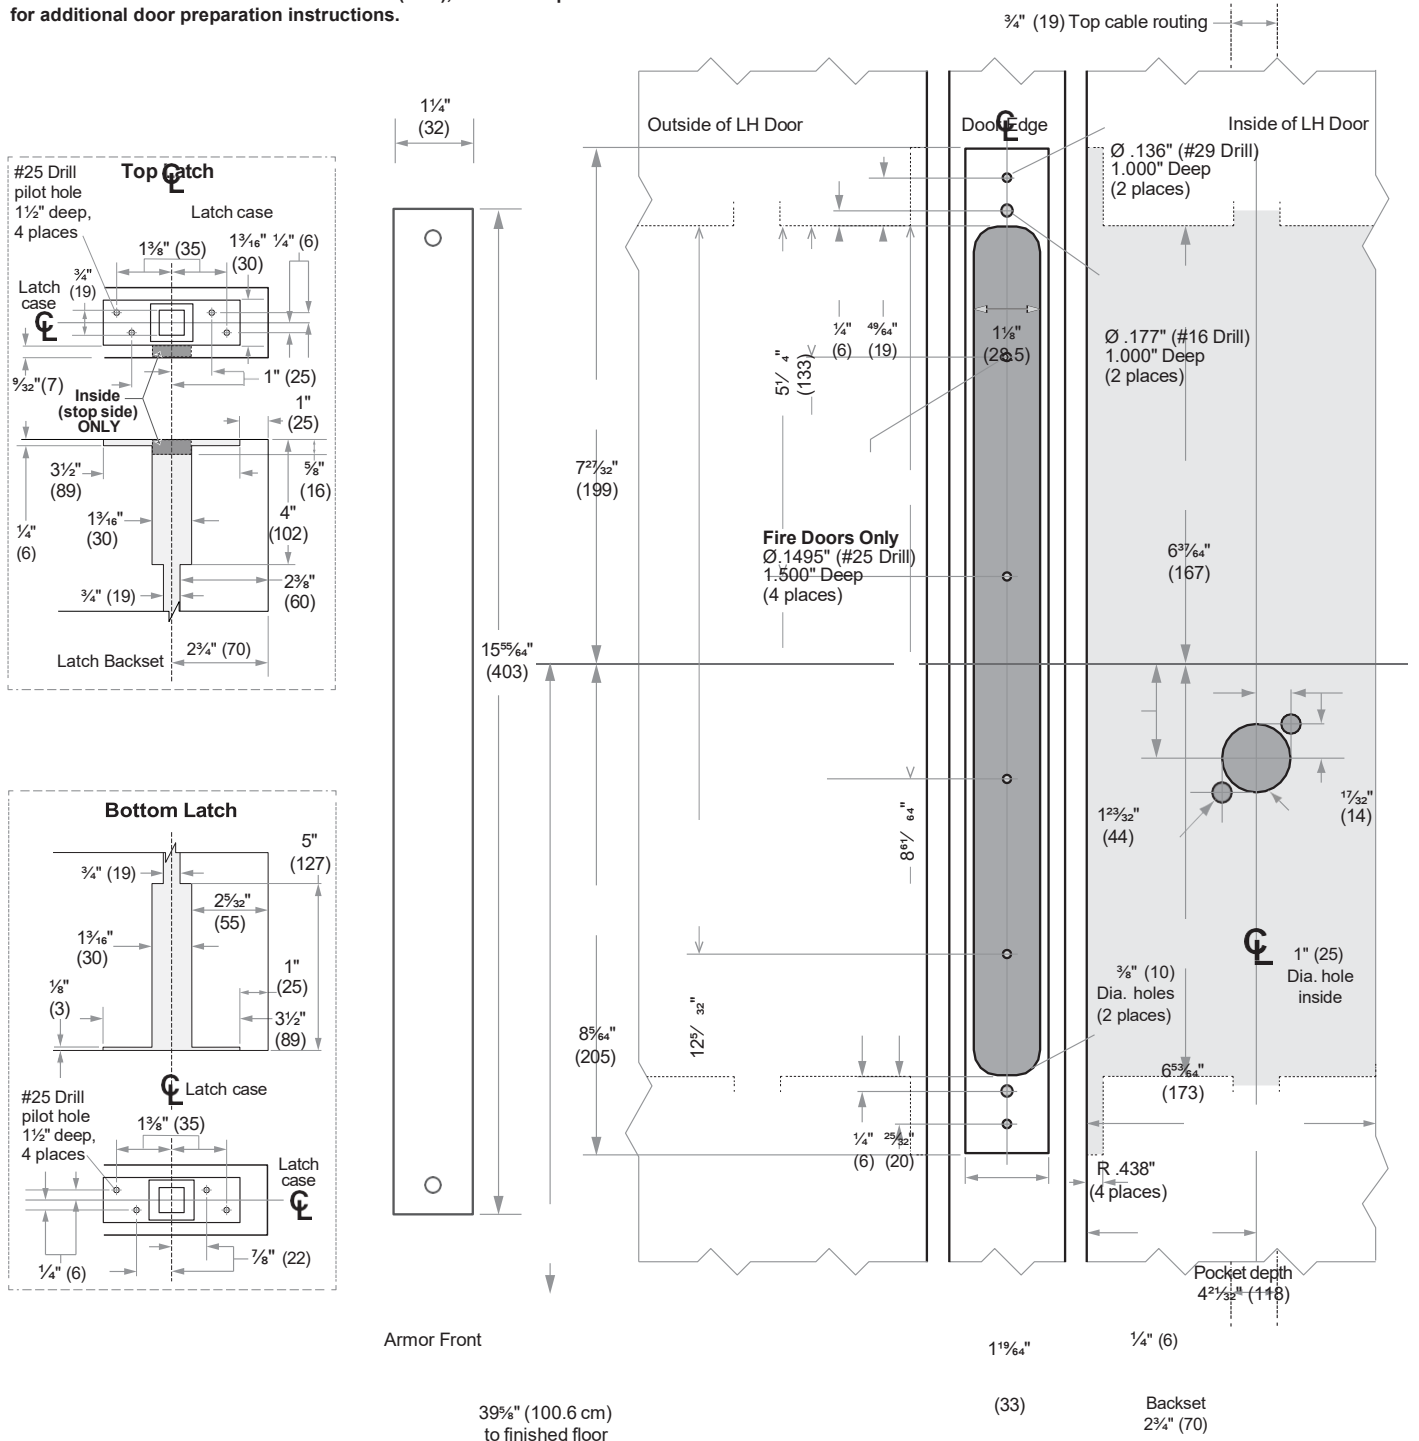 for additional door preparation instructions.
¾" (19) Top cable routing
1¼"
(32)
Outside of LH Door
Door Edge
Inside of LH Door
℄
Ø .136" (#29 Drill)
1.000" Deep
(2 places)
Top Latch
℄
#25 Drill
pilot hole
1½" deep,
4 places
Latch case
1⅜" (35)
1³⁄₁₆"
(30)
¼" (6)
¾"
(19)
Latch
case
℄
⁹⁄₃₂"(7)
1" (25)
Inside
(stop side)
ONLY
1"
(25)
3½"
(89)
⅝"
(16)
1³⁄₁₆"
(30)
4"
(102)
¼"
(6)
2⅜"
(60)
¾" (19)
Latch Backset
2¾" (70)
15⁵⁵⁄₆₄"
(403)
7²⁷⁄₃₂"
(199)
¼"
(6)
⁴⁹⁄₆₄"
(19)
5¹⁄ ₄"
(133)
1⅛"
(28.5)
Ø .177" (#16 Drill)
1.000" Deep
(2 places)
Fire Doors Only
Ø.1495" (#25 Drill)
1.500" Deep
(4 places)
6³⁷⁄₆₄"
(167)
Bottom Latch
5"
(127)
¾" (19)
2⁵⁄₃₂"
(55)
1³⁄₁₆"
(30)
1"
(25)
⅛"
(3)
3½"
(89)
℄ Latch case
#25 Drill
pilot hole
1½" deep,
4 places
1⅜" (35)
Latch
case
℄
⅞" (22)
¼" (6)
8⁶¹⁄ ₆₄"
1²³⁄₃₂"
(44)
¹⁷⁄₃₂"
(14)
℄
1" (25)
Dia. hole
inside
⅜" (10)
Dia. holes
(2 places)
12⁵⁄ ₃₂"
8⁵⁄₆₄"
(205)
6⁵³⁄₆₄"
(173)
¼"
(6)
²⁵⁄₃₂"
(20)
R .438"
(4 places)
Pocket depth
4²¹⁄₃₂" (118)
Armor Front
1¹⁹⁄₆₄"
(33)
¼" (6)
Backset
2¾" (70)
39⅝" (100.6 cm)
to finished floor